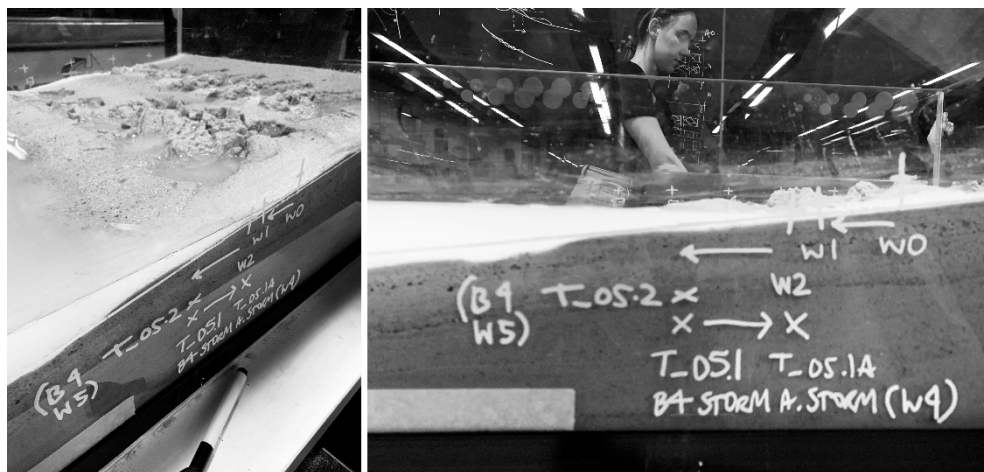 W1
W0
W2
T_05.2 X
X → X
T_05.1 T_05.1A
B4 STORM A. STORM (W4)
(B4
W5)
← W1 ← W0
W2
(B4 T_05.2 X
W5) X → X
T_05.1 T_05.1A
B4 STORM A. STORM (W4)